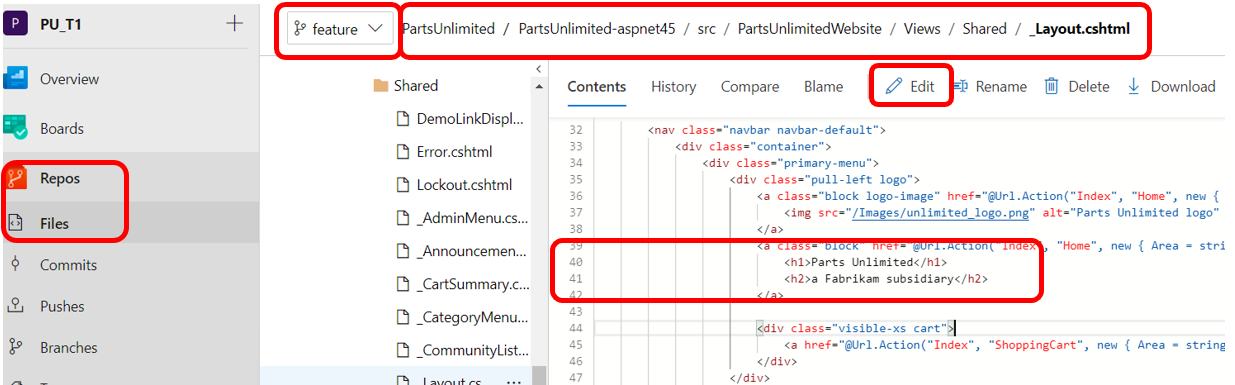 P PU_T1 +
Overview
Boards
Repos
Files
Commits
Pushes
Branches
feature PartsUnlimited / PartsUnlimited-aspnet45 / src / PartsUnlimitedWebsite / Views / Shared / _Layout.cshtml
Shared
DemoLinkDispl...
Error.cshtml
Lockout.cshtml
_AdminMenu.cs...
_Announcemen...
_CartSummary.c...
_CategoryMenu...
_CommunityList...
_Layout.cs... ...
Contents History Compare Blame Edit Rename Delete Download
32 <nav class="navbar navbar-default">
33 <div class="container">
34 <div class="primary-menu">
35 <div class="pull-left logo">
36 <a class="block logo-image" href="@Url.Action("Index", "Home", new {
37 <img src="/Images/unlimited_logo.png" alt="Parts Unlimited logo"
38 </a>
39 <a class="block" href="@Url.Action("Index", "Home", new { Area = strin
40 <h1>Parts Unlimited</h1>
41 <h2>a Fabrikam subsidiary</h2>
42 </a>
43
44 <div class="visible-xs cart">
45 <a href="@Url.Action("Index", "ShoppingCart", new { Area = string
46 </div>
47 </div>